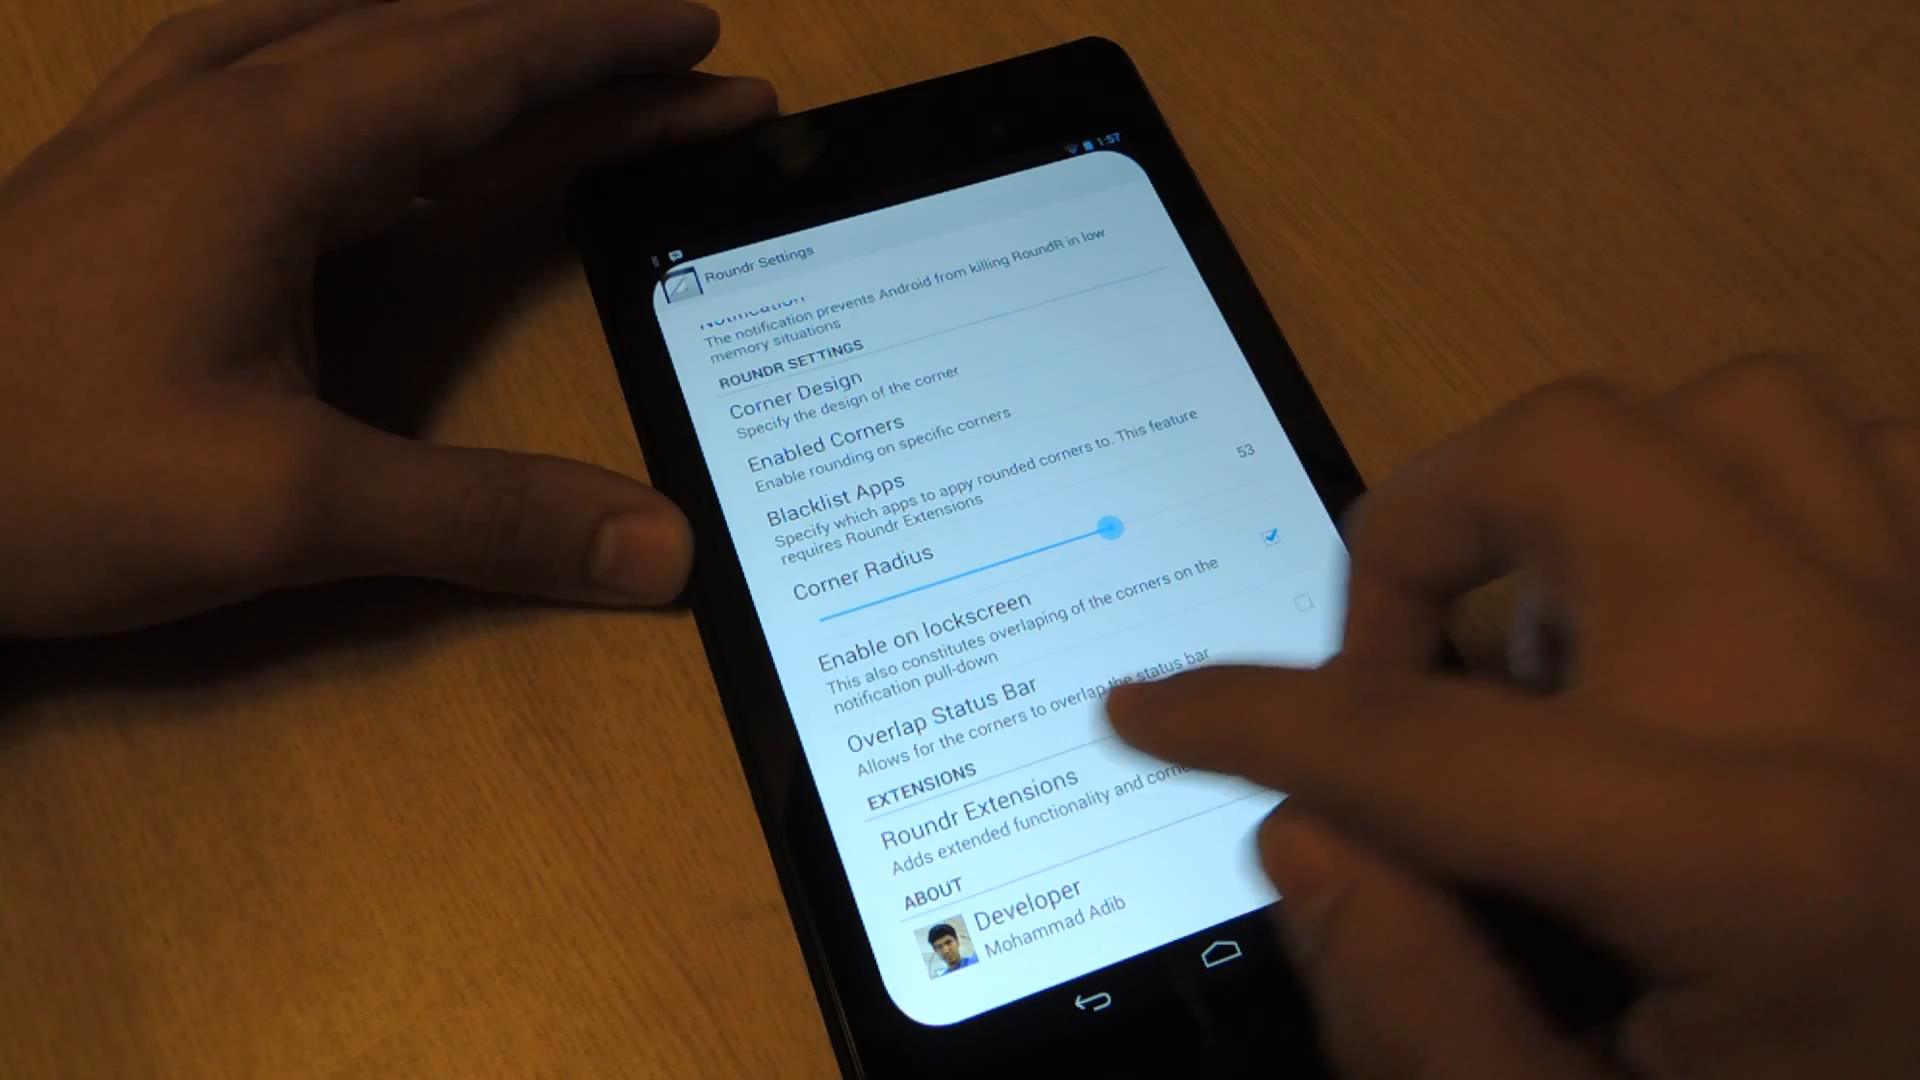 1:57
Roundr Settings
Notification
The notification prevents Android from killing RoundR in low
memory situations
ROUNDR SETTINGS
Corner Design
Specify the design of the corner
Enabled Corners
Enable rounding on specific corners
Blacklist Apps
Specify which apps to appy rounded corners to. This feature
requires Roundr Extensions
Corner Radius
53
Enable on lockscreen
This also constitutes overlaping of the corners on the
notification pull-down
Overlap Status Bar
Allows for the corners to overlap the status bar
EXTENSIONS
Roundr Extensions
Adds extended functionality and
ABOUT
Developer
Mohammad Adib